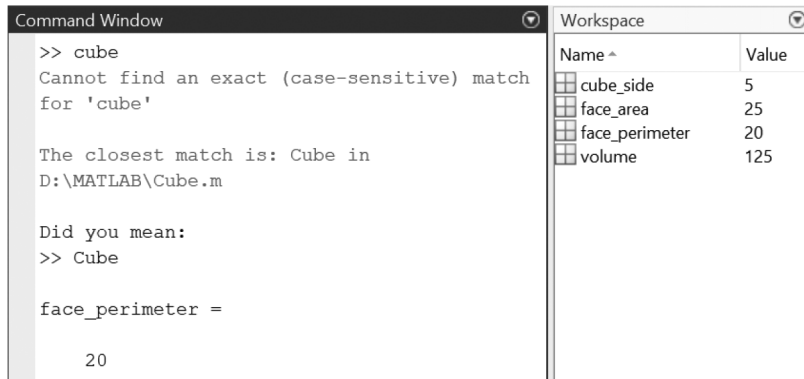 Command Window
>> cube
Cannot find an exact (case-sensitive) match
for 'cube'
The closest match is: Cube in
D:\MATLAB\Cube.m
Did you mean:
>> Cube
face_perimeter =
20
Workspace
Name Value
cube_side 5
face_area 25
face_perimeter 20
volume 125